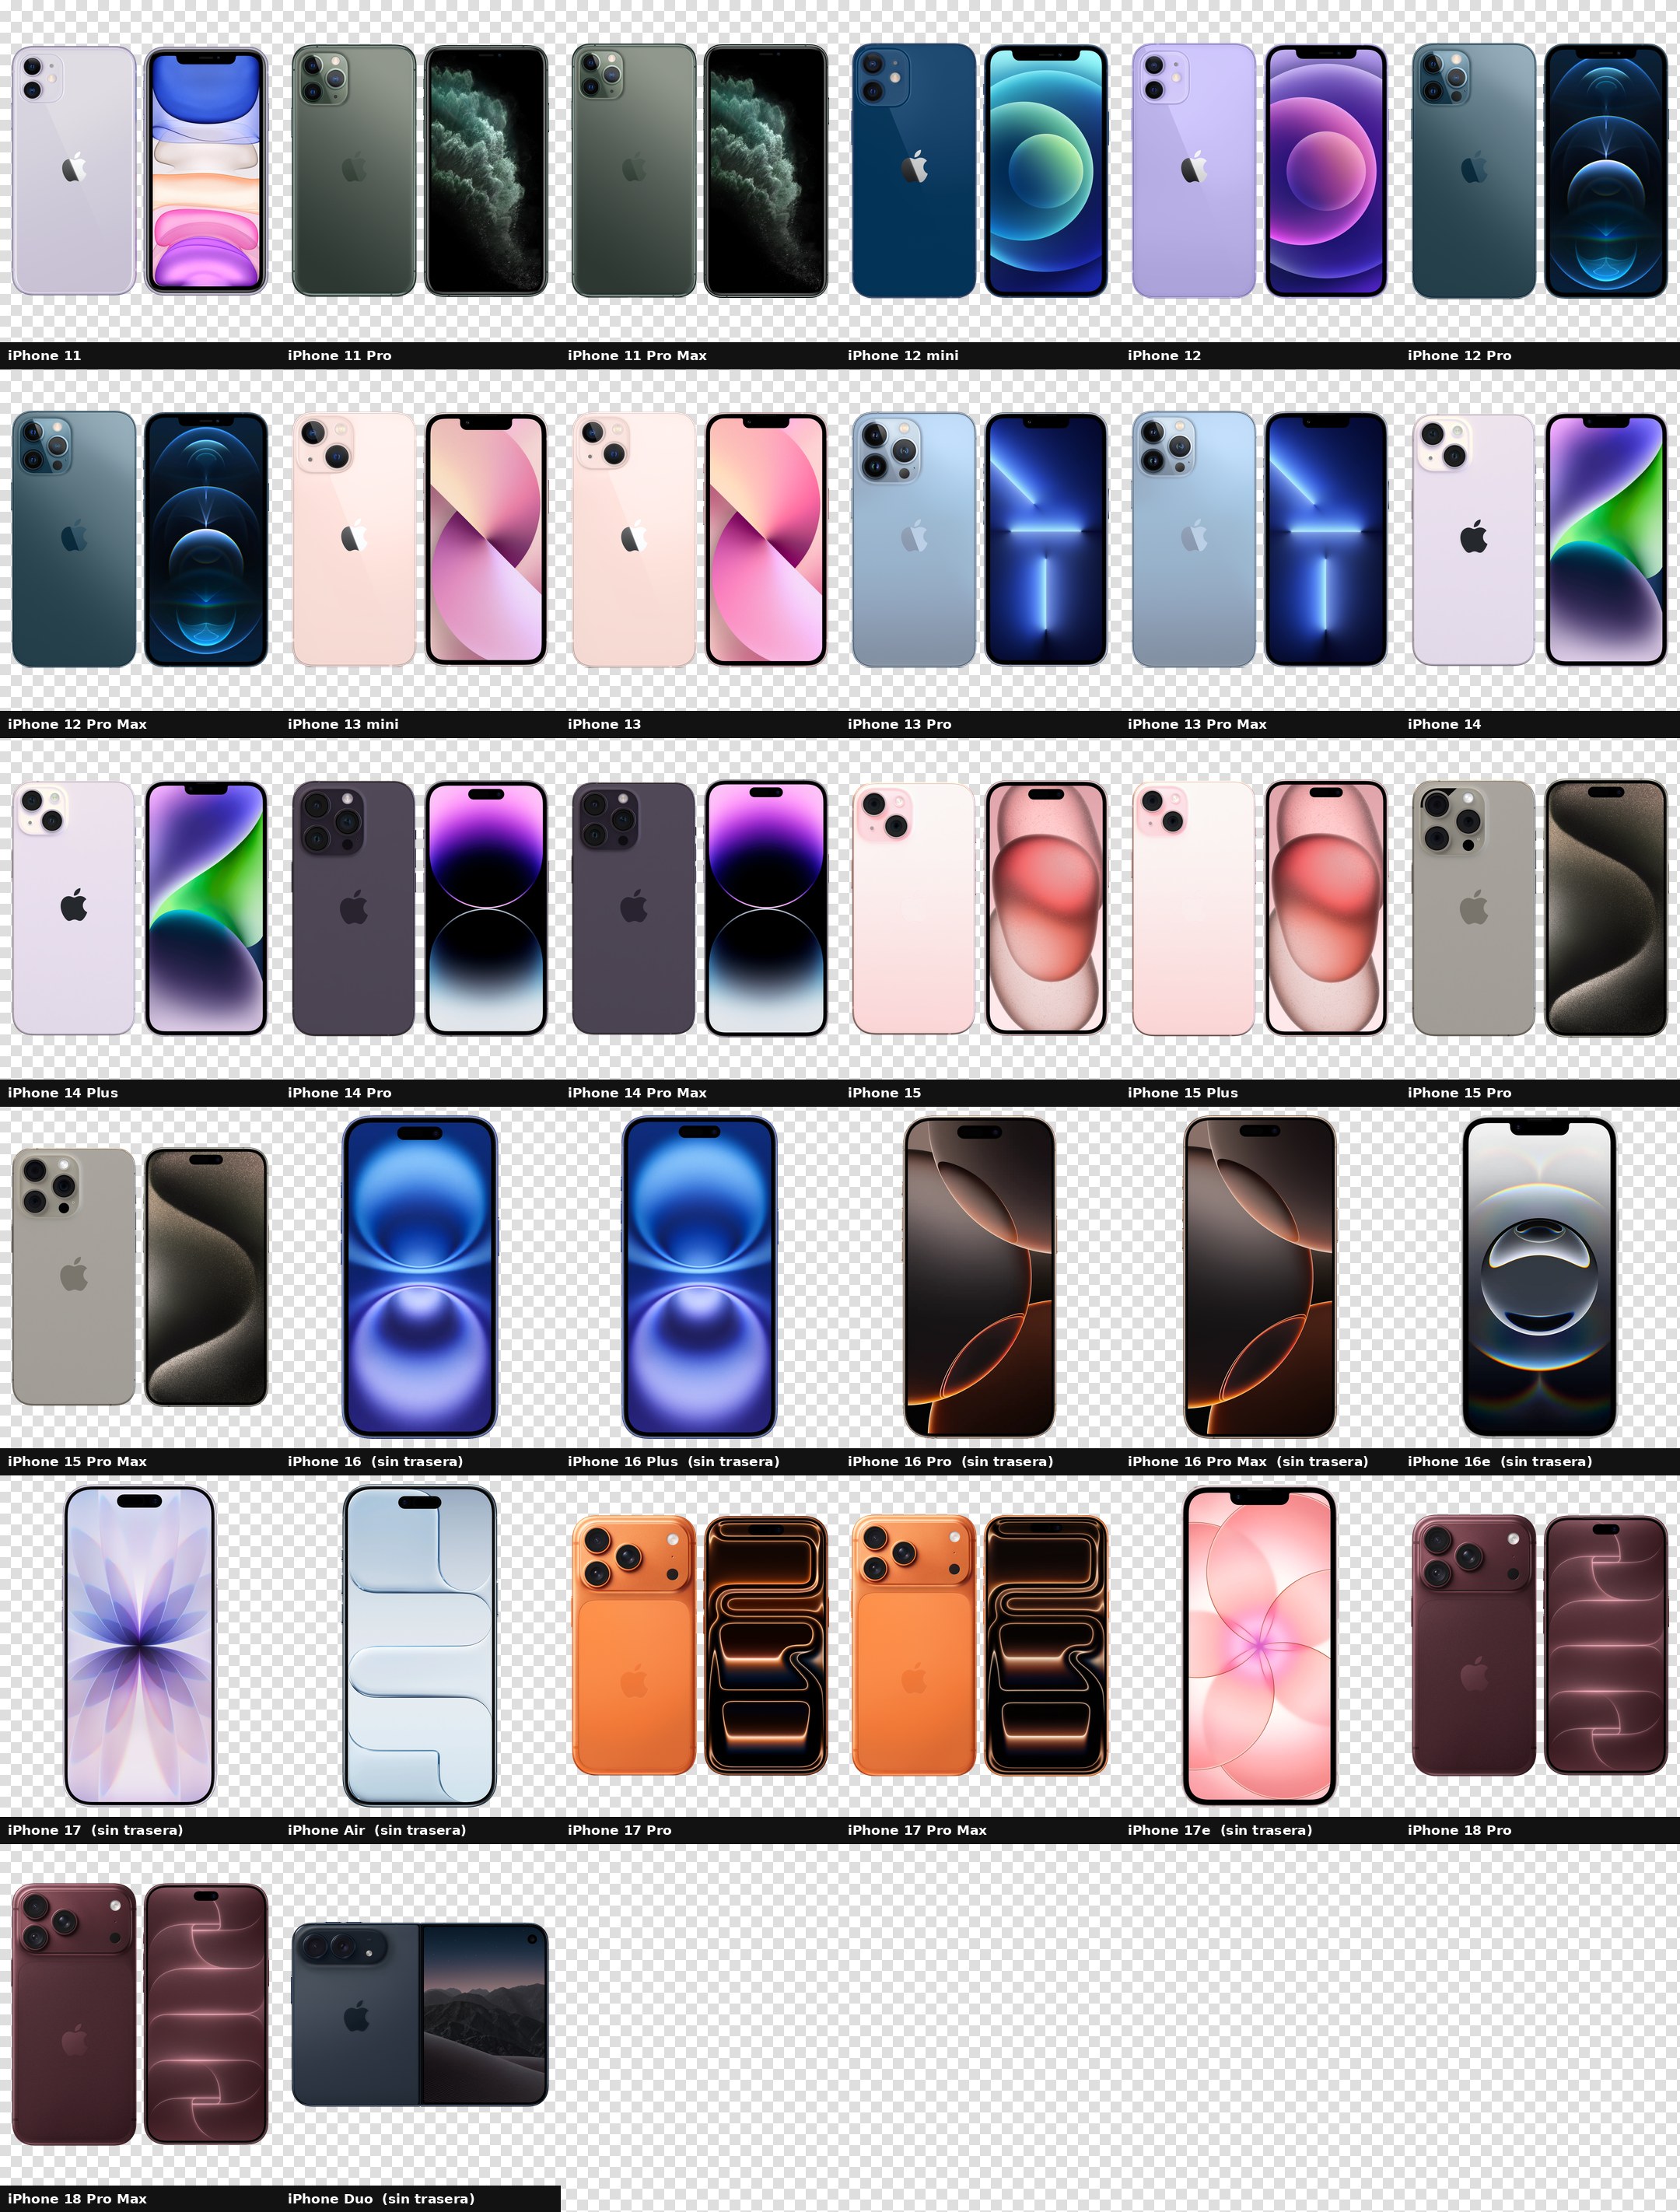 iPhone 11
iPhone 11 Pro
iPhone 11 Pro Max
iPhone 12 mini
iPhone 12
iPhone 12 Pro
iPhone 12 Pro Max
iPhone 13 mini
iPhone 13
iPhone 13 Pro
iPhone 13 Pro Max
iPhone 14
iPhone 14 Plus
iPhone 14 Pro
iPhone 14 Pro Max
iPhone 15
iPhone 15 Plus
iPhone 15 Pro
iPhone 15 Pro Max
iPhone 16 (sin trasera)
iPhone 16 Plus (sin trasera)
iPhone 16 Pro (sin trasera)
iPhone 16 Pro Max (sin trasera)
iPhone 16e (sin trasera)
iPhone 17 (sin trasera)
iPhone Air (sin trasera)
iPhone 17 Pro
iPhone 17 Pro Max
iPhone 17e (sin trasera)
iPhone 18 Pro
iPhone 18 Pro Max
iPhone Duo (sin trasera)